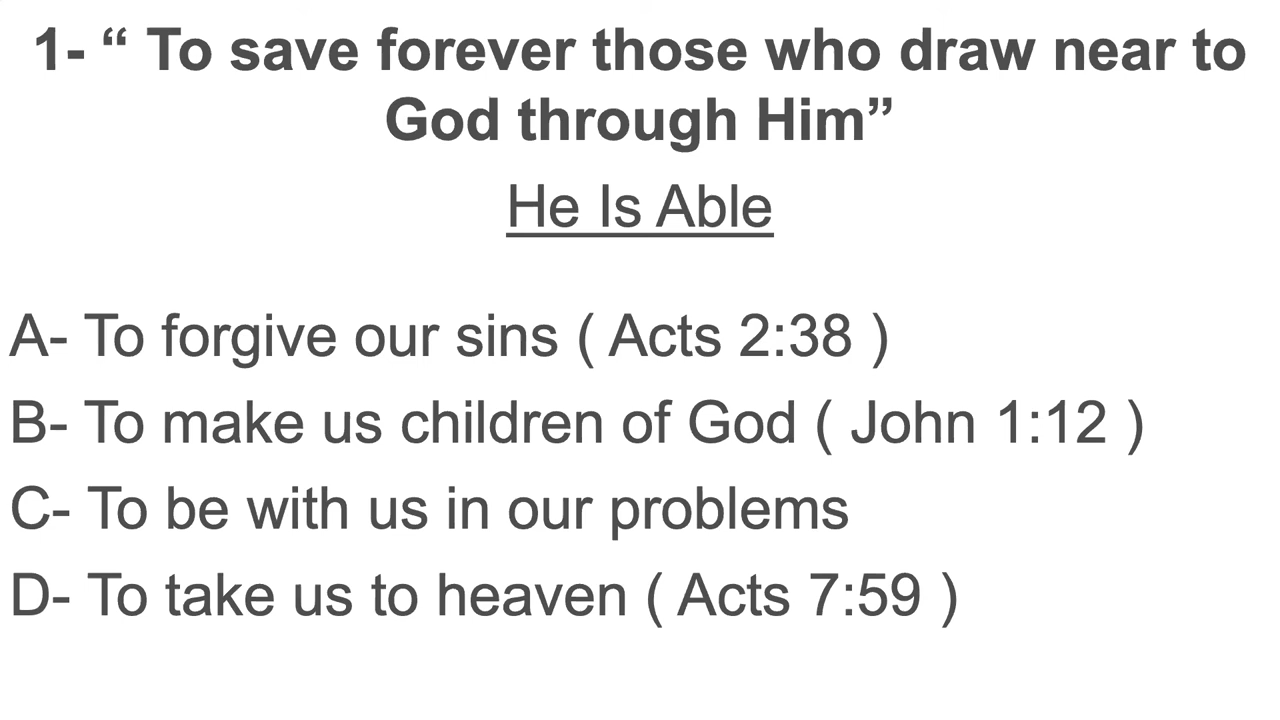 1- “ To save forever those who draw near to
God through Him”
He Is Able
A- To forgive our sins ( Acts 2:38 )
B- To make us children of God ( John 1:12 )
C- To be with us in our problems
D- To take us to heaven ( Acts 7:59 )